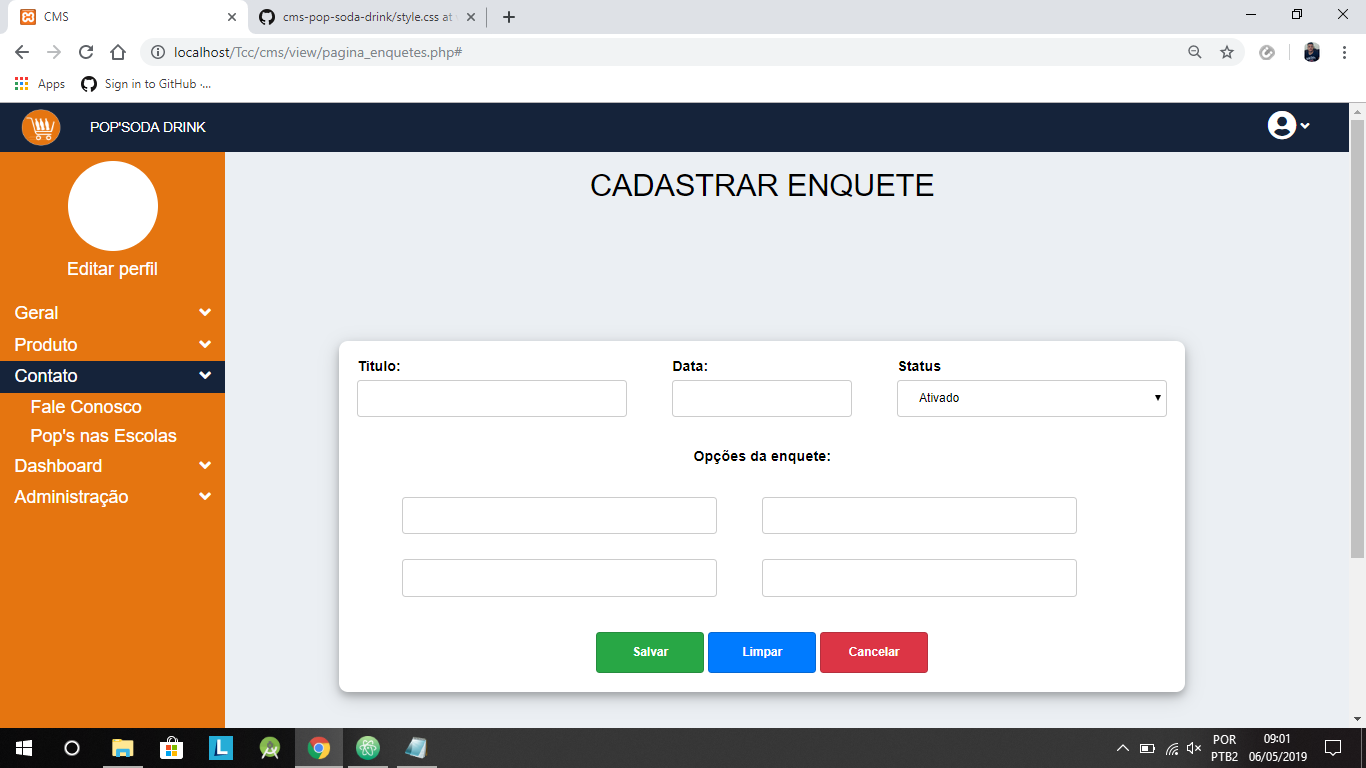 CMS
cms-pop-soda-drink/style.css at
localhost/Tcc/cms/view/pagina_enquetes.php#
Apps
Sign in to GitHub ·...
POP'SODA DRINK
Editar perfil
Geral
Produto
Contato
Fale Conosco
Pop's nas Escolas
Dashboard
Administração
CADASTRAR ENQUETE
Titulo:
Data:
Status
Ativado
Opções da enquete:
Salvar
Limpar
Cancelar
L
POR
PTB2
09:01
06/05/2019